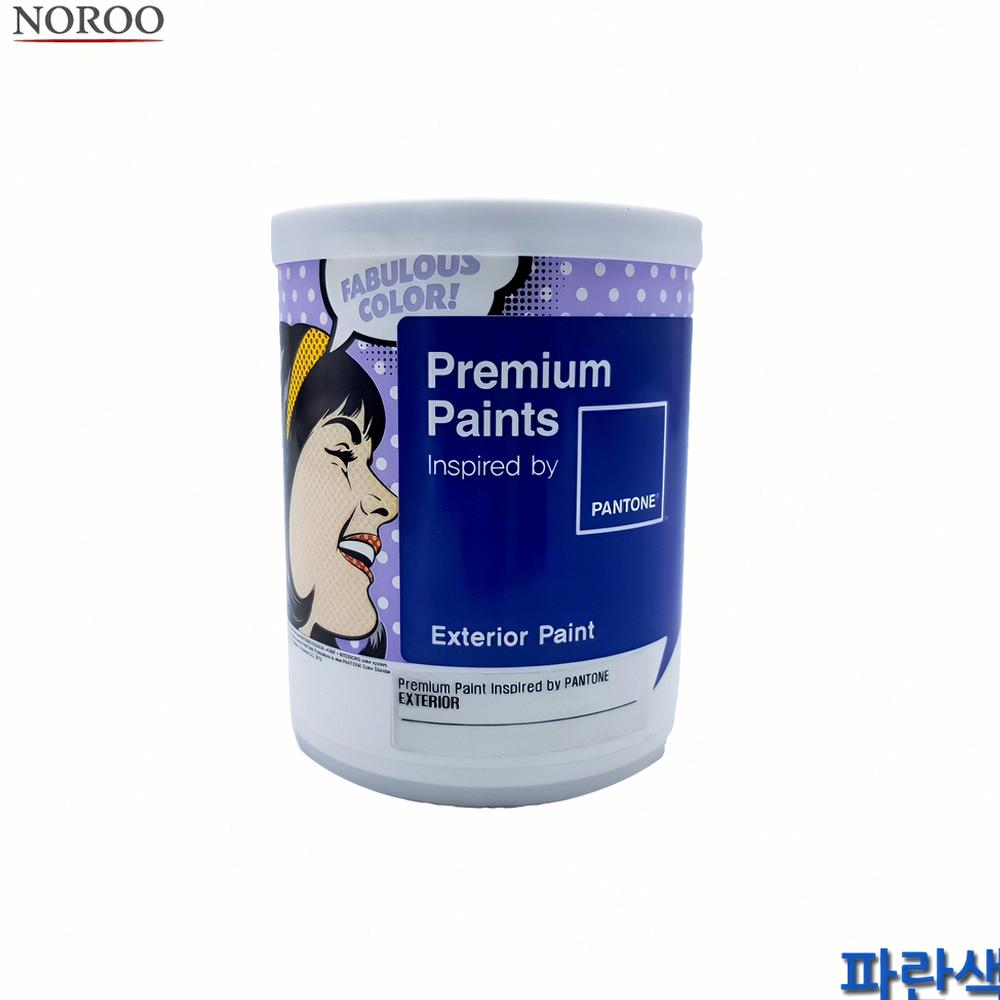 NOROO
FABULOUS
COLOR!
Premium
Paints
Inspired by
PANTONE®
Exterior Paint
Premium Paint Inspired by PANTONE
EXTERIOR
파란색